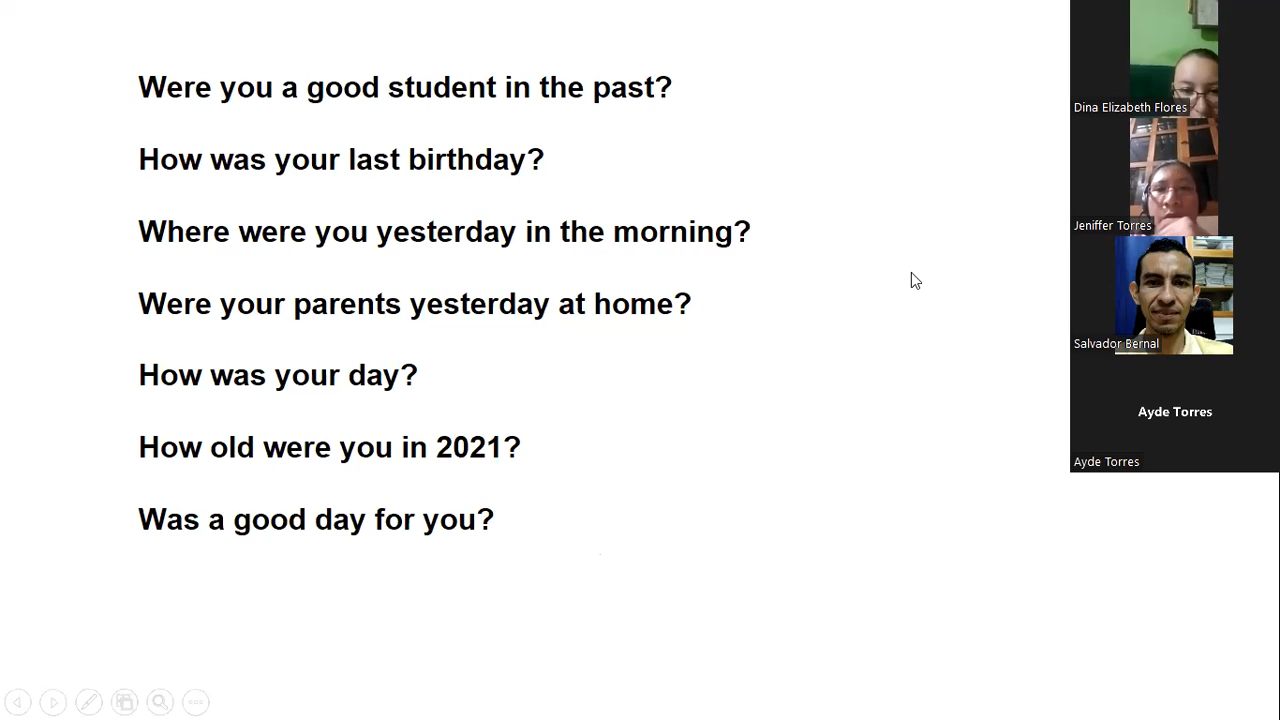 Were you a good student in the past?
How was your last birthday?
Where were you yesterday in the morning?
Were your parents yesterday at home?
How was your day?
How old were you in 2021?
Was a good day for you?
Dina Elizabeth Flores
Jeniffer Torres
Salvador Bernal
Ayde Torres
Ayde Torres